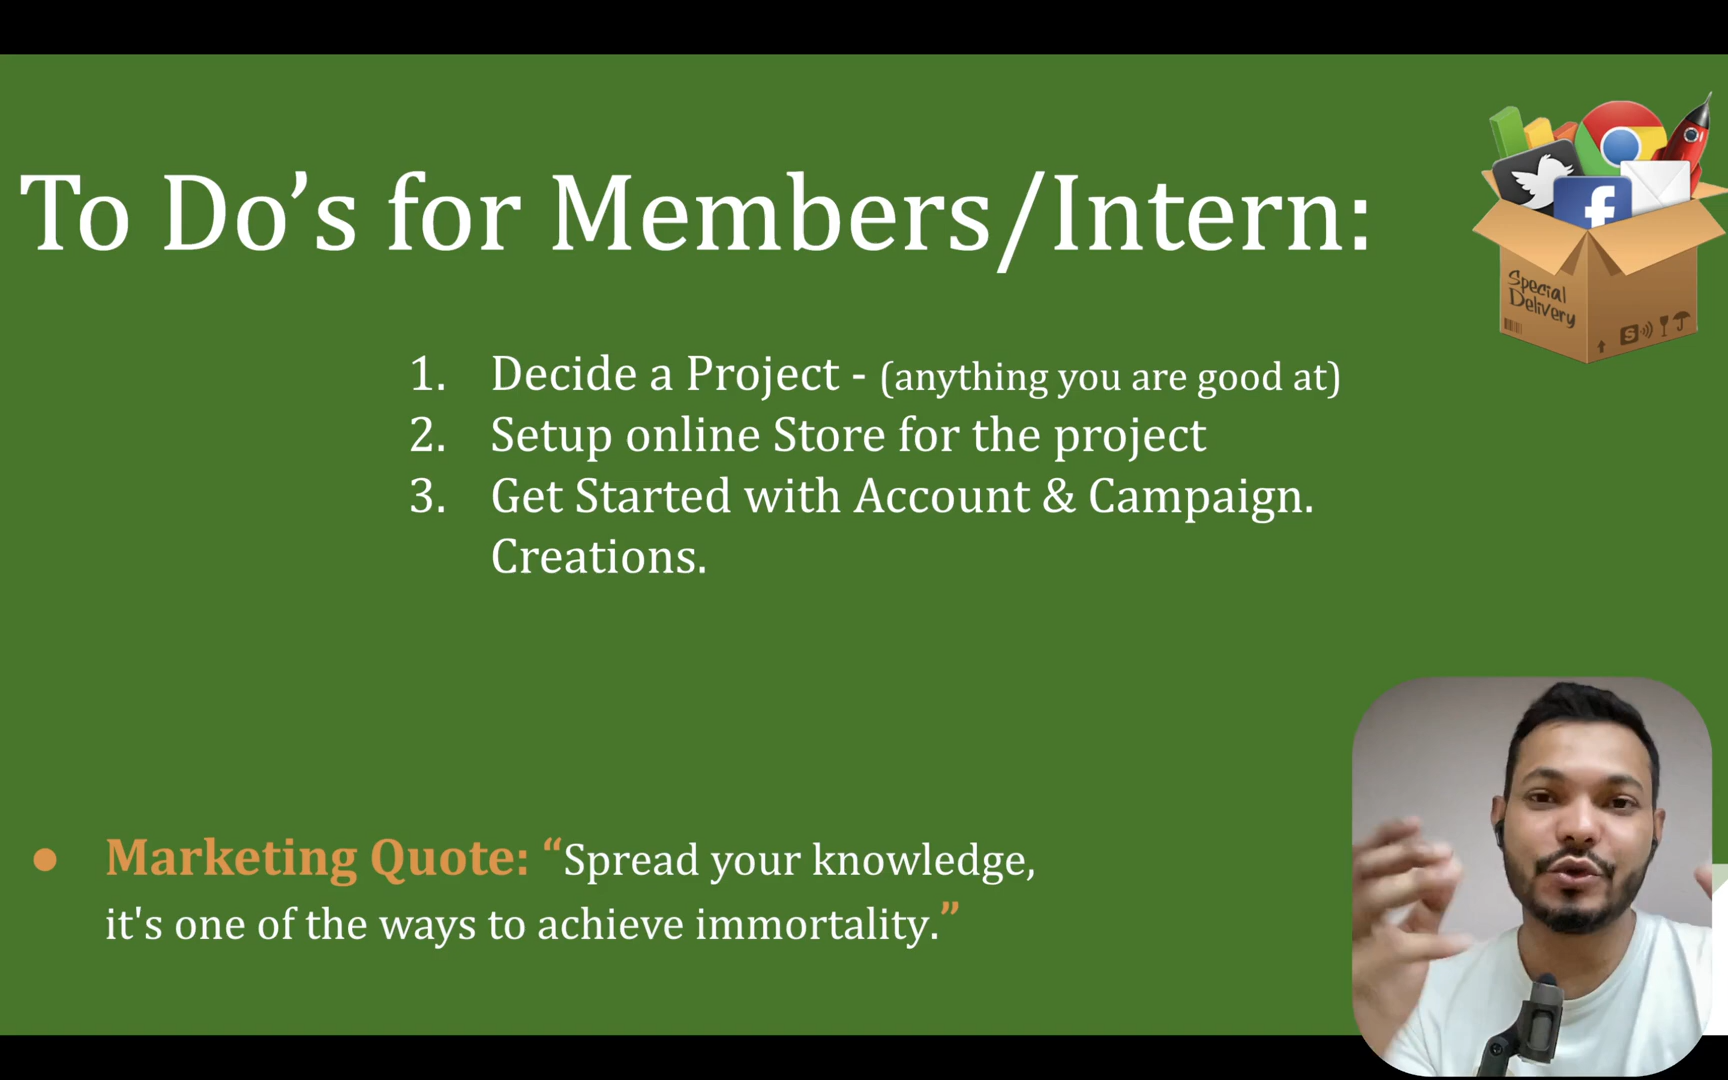 To Do’s for Members/Intern:
Special
Delivery
1. Decide a Project - (anything you are good at)
2. Setup online Store for the project
3. Get Started with Account & Campaign.
Creations.
● Marketing Quote: “Spread your knowledge,
it's one of the ways to achieve immortality.”